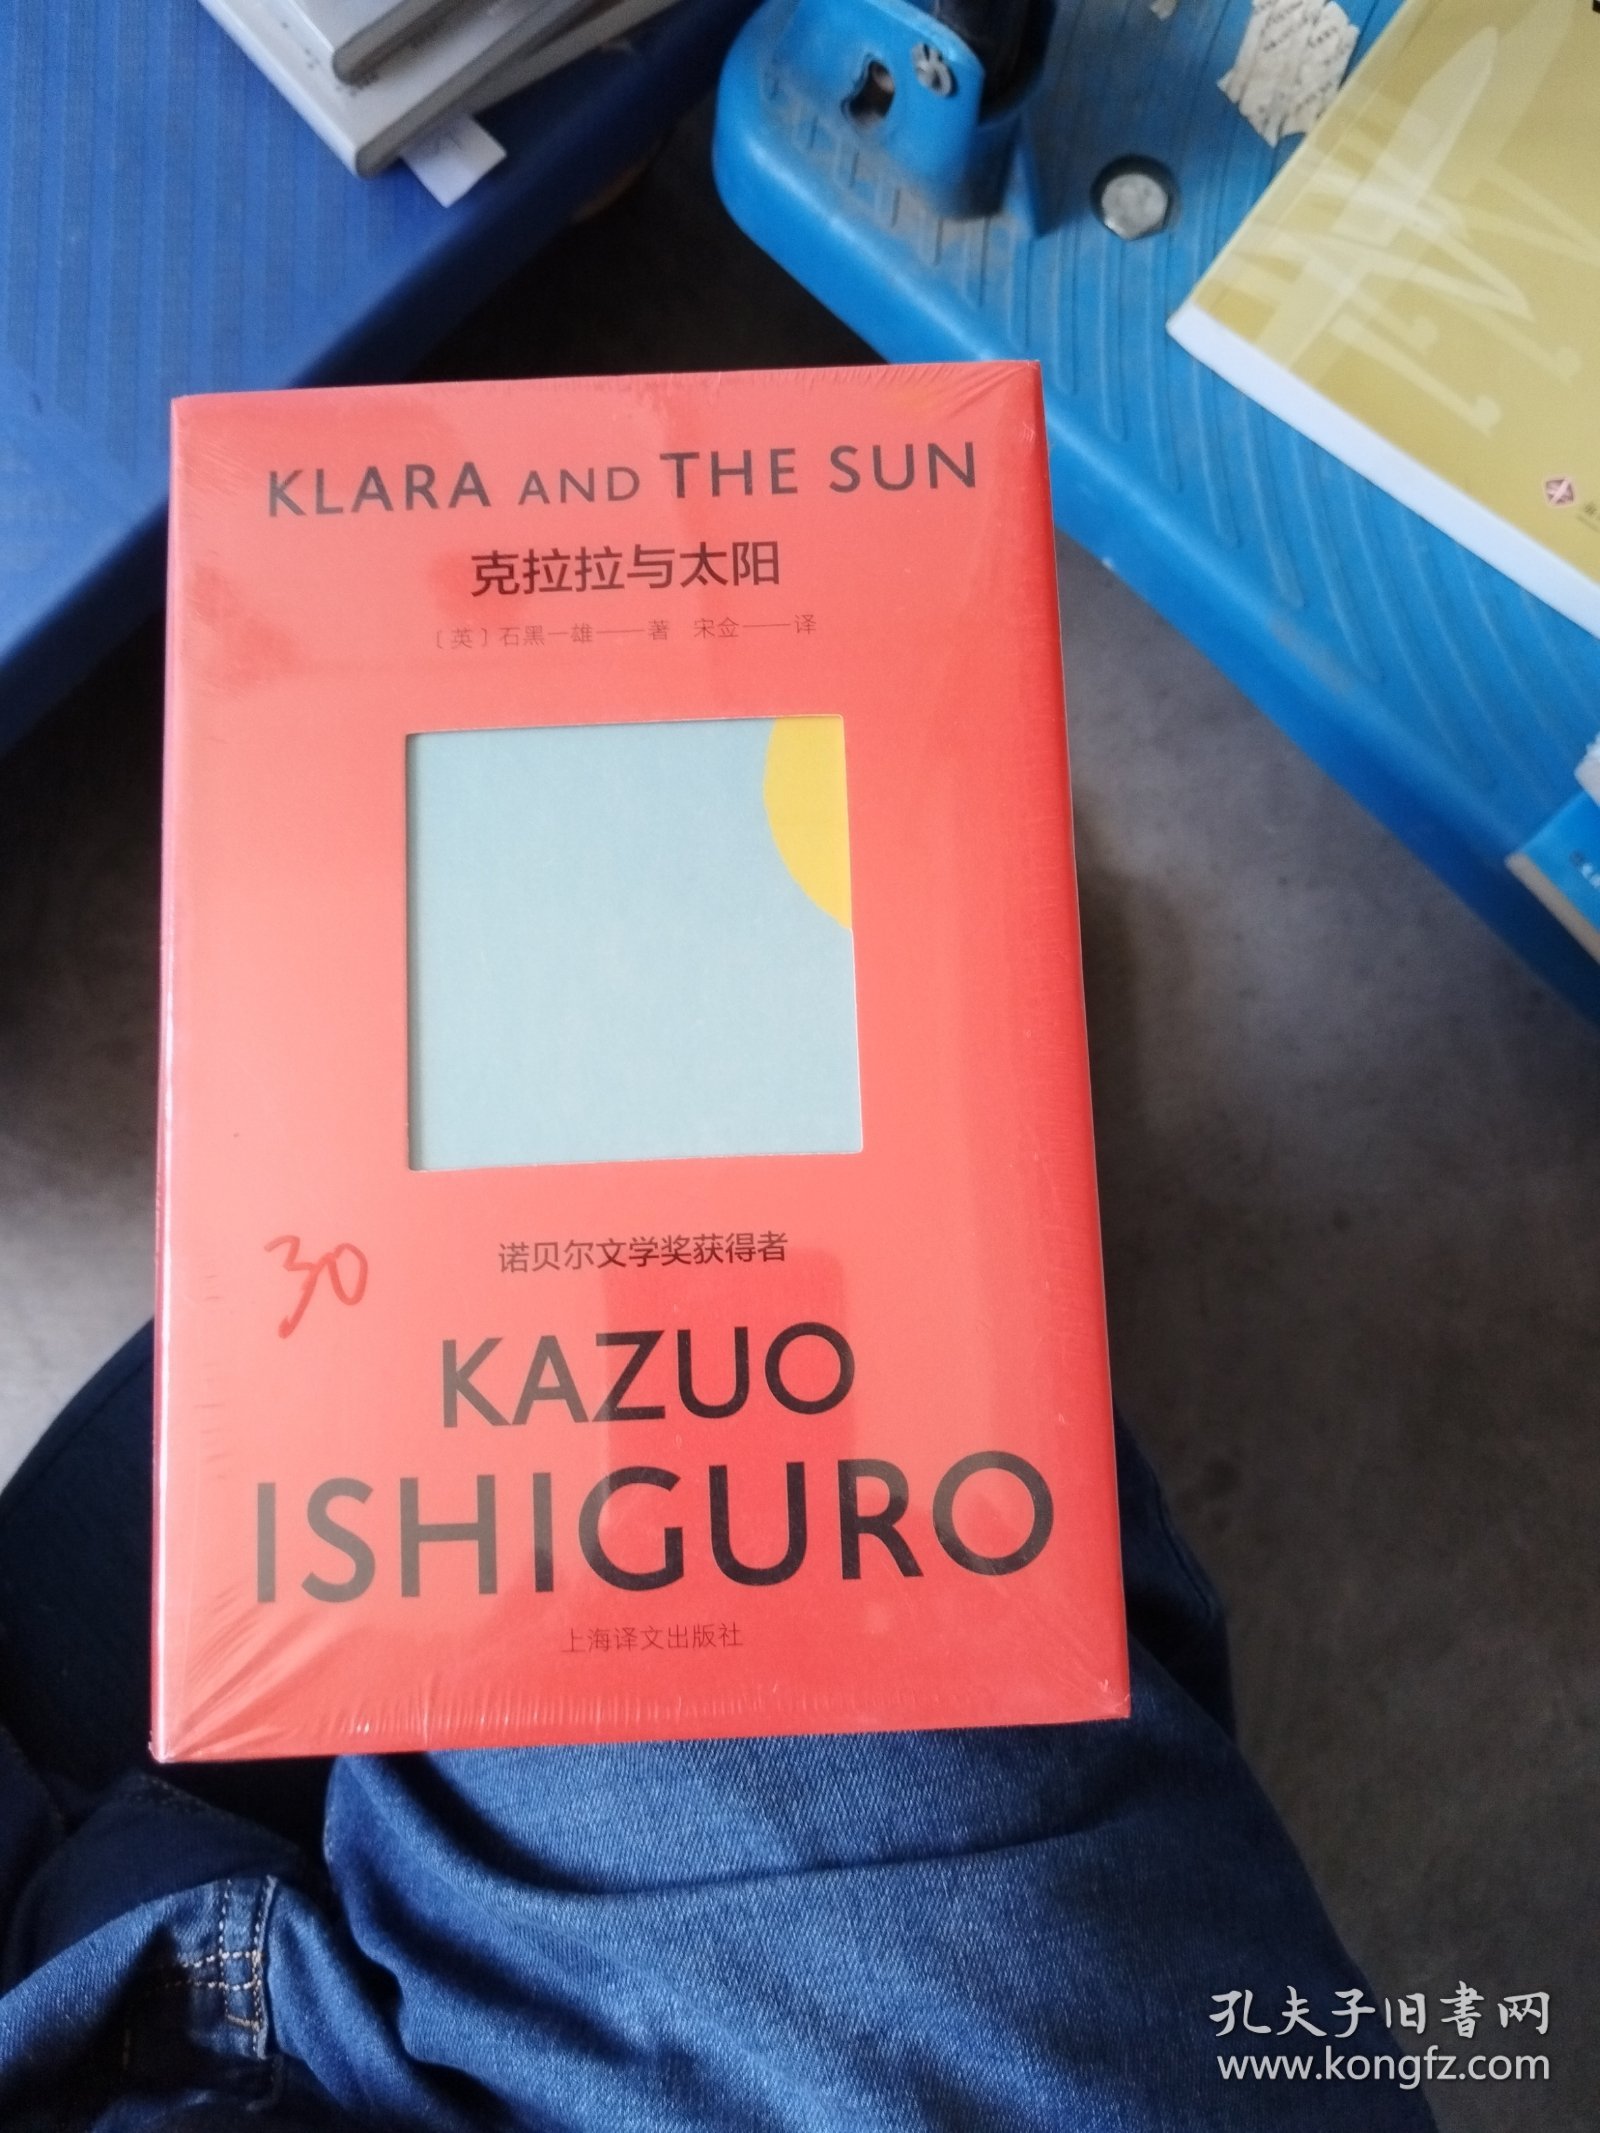 KLARA AND THE SUN
克拉拉与太阳
〔英〕石黑一雄——著 宋佥——译
30
诺贝尔文学奖获得者
KAZUO
ISHIGURO
上海译文出版社
孔夫子旧书网
www.kongfz.com